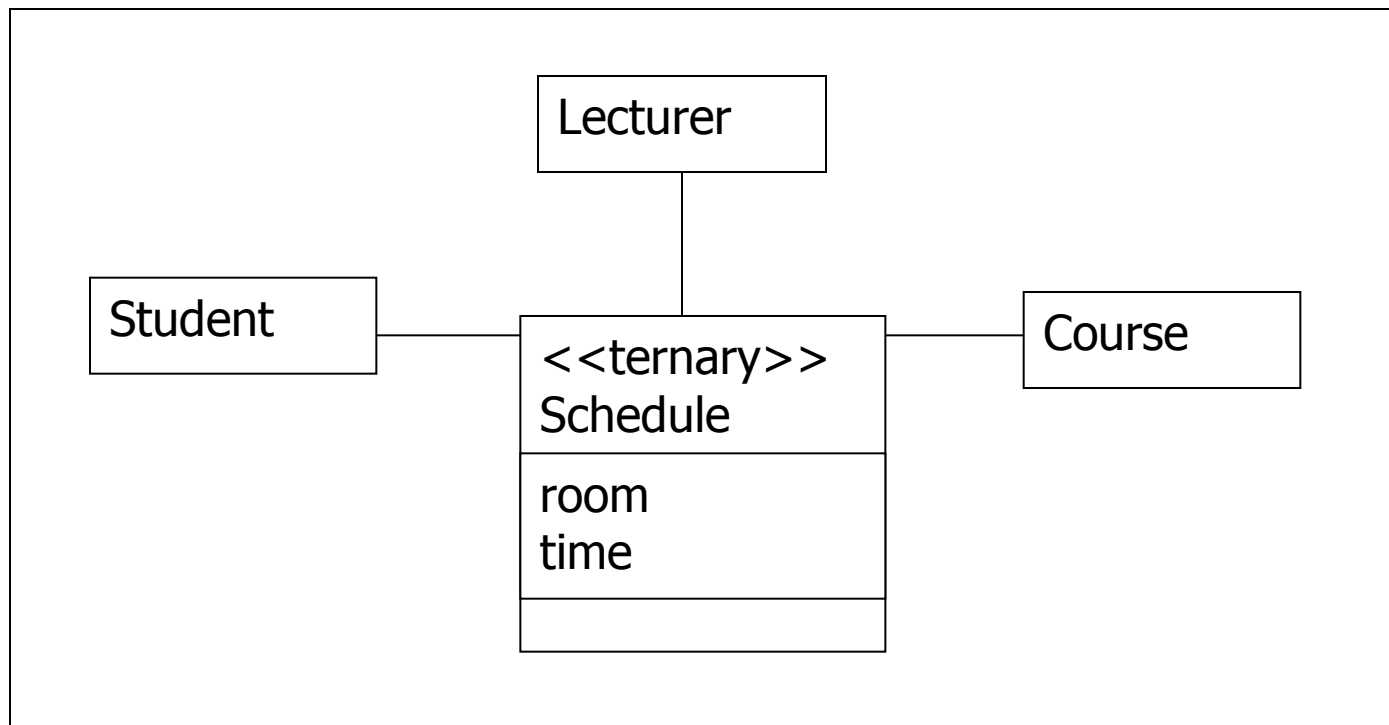 Lecturer
Student
Course
<<ternary>>
Schedule
room
time